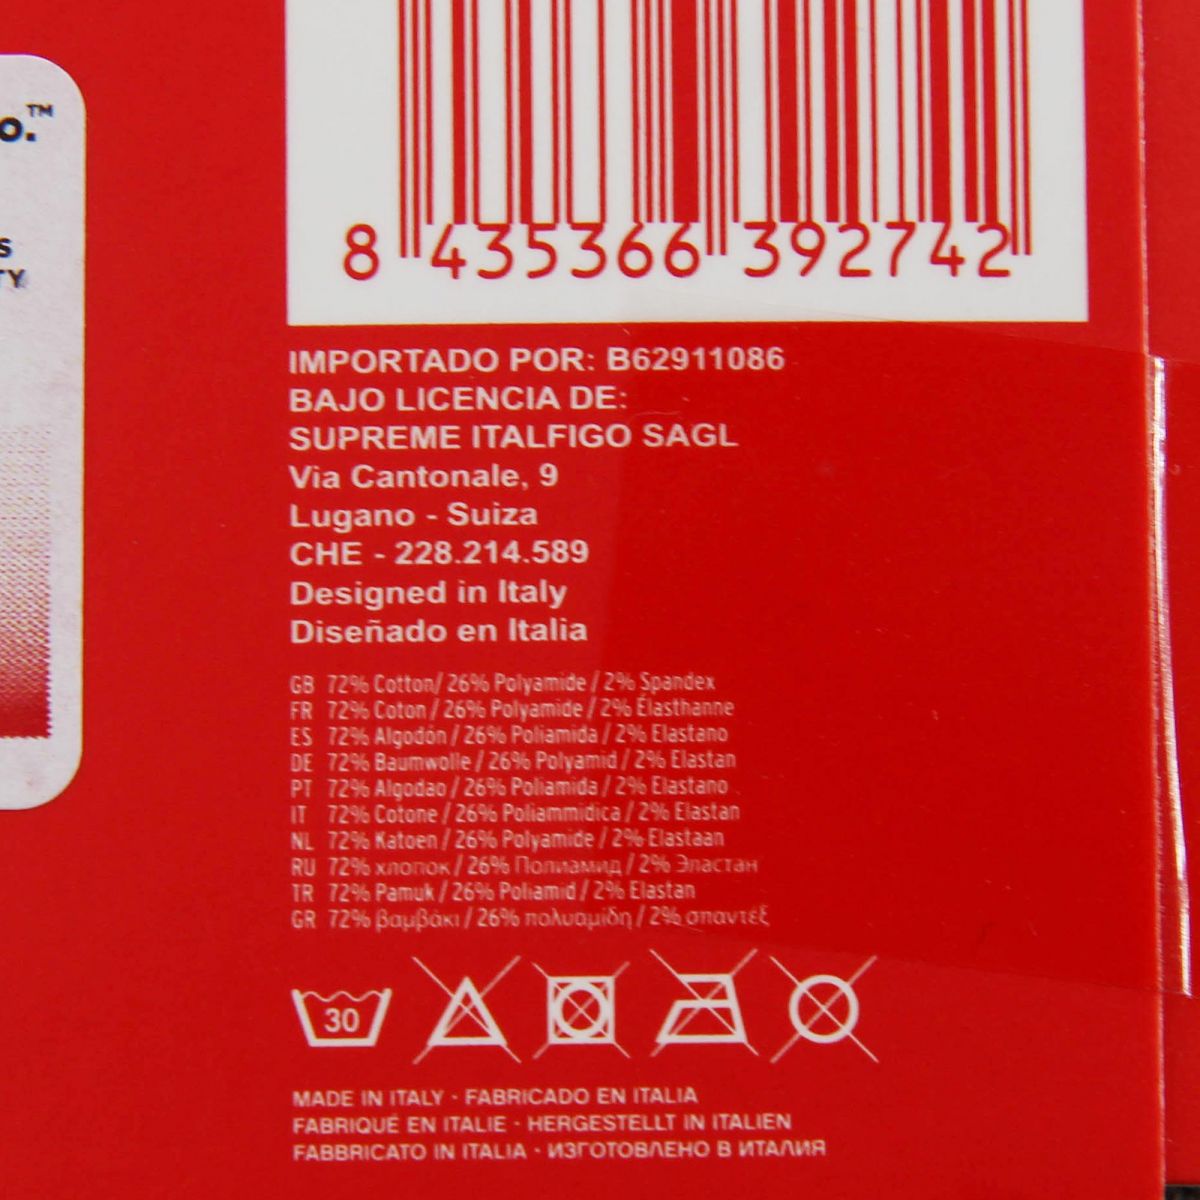 o.™
S
TY
8 435366 392742
IMPORTADO POR: B62911086
BAJO LICENCIA DE:
SUPREME ITALFIGO SAGL
Via Cantonale, 9
Lugano - Suiza
CHE - 228.214.589
Designed in Italy
Diseñado en Italia
GB 72% Cotton/ 26% Polyamide / 2% Spandex
FR 72% Coton / 26% Polyamide / 2% Élasthanne
ES 72% Algodón / 26% Poliamida / 2% Elastano
DE 72% Baumwolle / 26% Polyamid / 2% Elastan
PT 72% Algodao / 26% Poliamida / 2% Elastano
IT 72% Cotone / 26% Poliammidica / 2% Elastan
NL 72% Katoen / 26% Polyamide / 2% Elastaan
RU 72% хлопок / 26% Полиамид / 2% Эластан
TR 72% Pamuk / 26% Poliamid / 2% Elastan
GR 72% βαμβάκι / 26% πολυαμίδη / 2% σπαντέξ
30
MADE IN ITALY · FABRICADO EN ITALIA
FABRIQUÉ EN ITALIE · HERGESTELLT IN ITALIEN
FABBRICATO IN ITALIA · ИЗГОТОВЛЕНО В ИТАЛИЯ